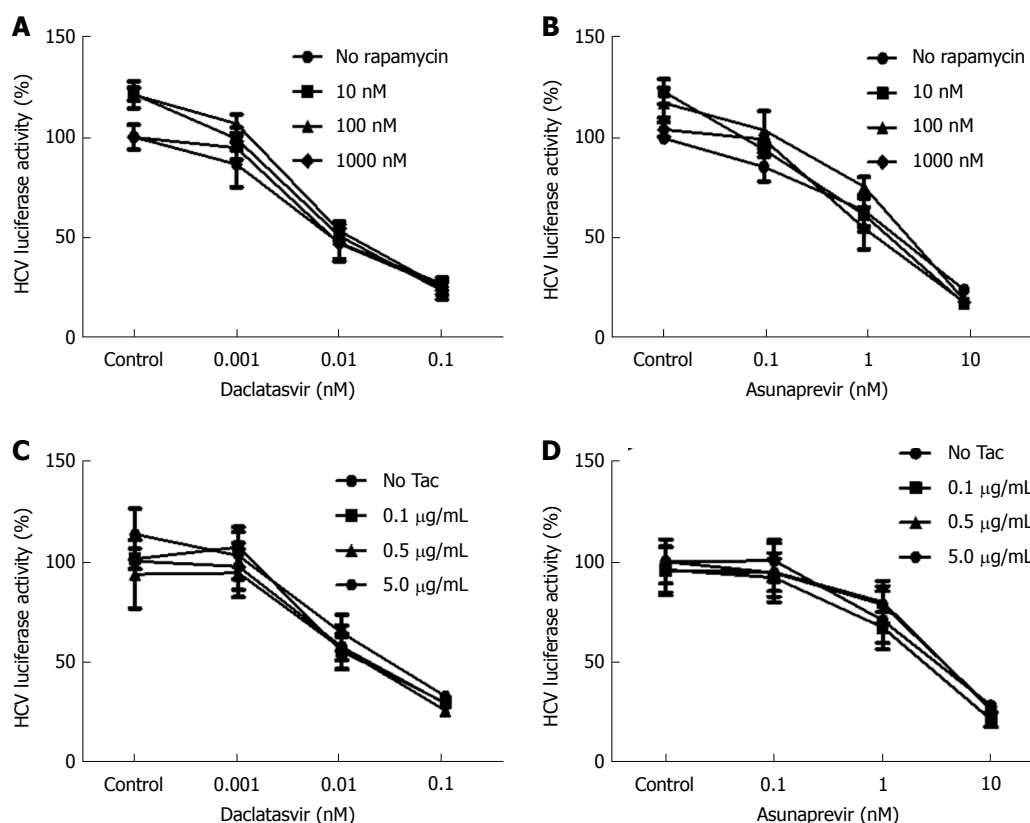 A
HCV luciferase activity (%)
150
100
50
0
No rapamycin
10 nM
100 nM
1000 nM
Control
0.001
0.01
0.1
Daclatasvir (nM)
B
HCV luciferase activity (%)
150
100
50
0
No rapamycin
10 nM
100 nM
1000 nM
Control
0.1
1
10
Asunaprevir (nM)
C
HCV luciferase activity (%)
150
100
50
0
No Tac
0.1 μg/mL
0.5 μg/mL
5.0 μg/mL
Control
0.001
0.01
0.1
Daclatasvir (nM)
D
HCV luciferase activity (%)
150
100
50
0
No Tac
0.1 μg/mL
0.5 μg/mL
5.0 μg/mL
Control
0.1
1
10
Asunaprevir (nM)